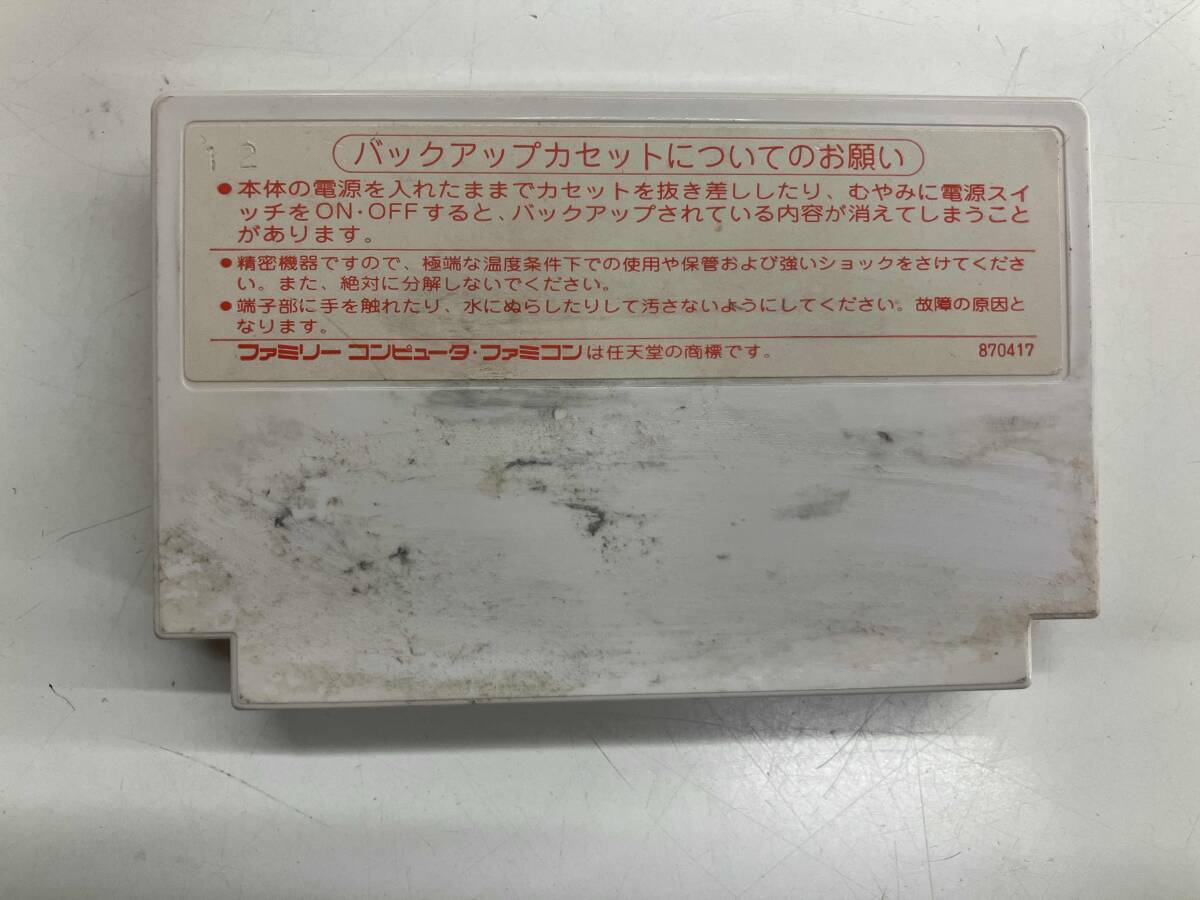 12
バックアップカセットについてのお願い
●本体の電源を入れたままでカセットを抜き差ししたり、むやみに電源スイ
ッチをON・OFFすると、バックアップされている内容が消えてしまうこと
があります。
●精密機器ですので、極端な温度条件下での使用や保管および強いショックをさけてくださ
い。また、絶対に分解しないでください。
●端子部に手を触れたり、水にぬらしたりして汚さないようにしてください。故障の原因と
なります。
ファミリーコンピュータ・ファミコンは任天堂の商標です。 870417